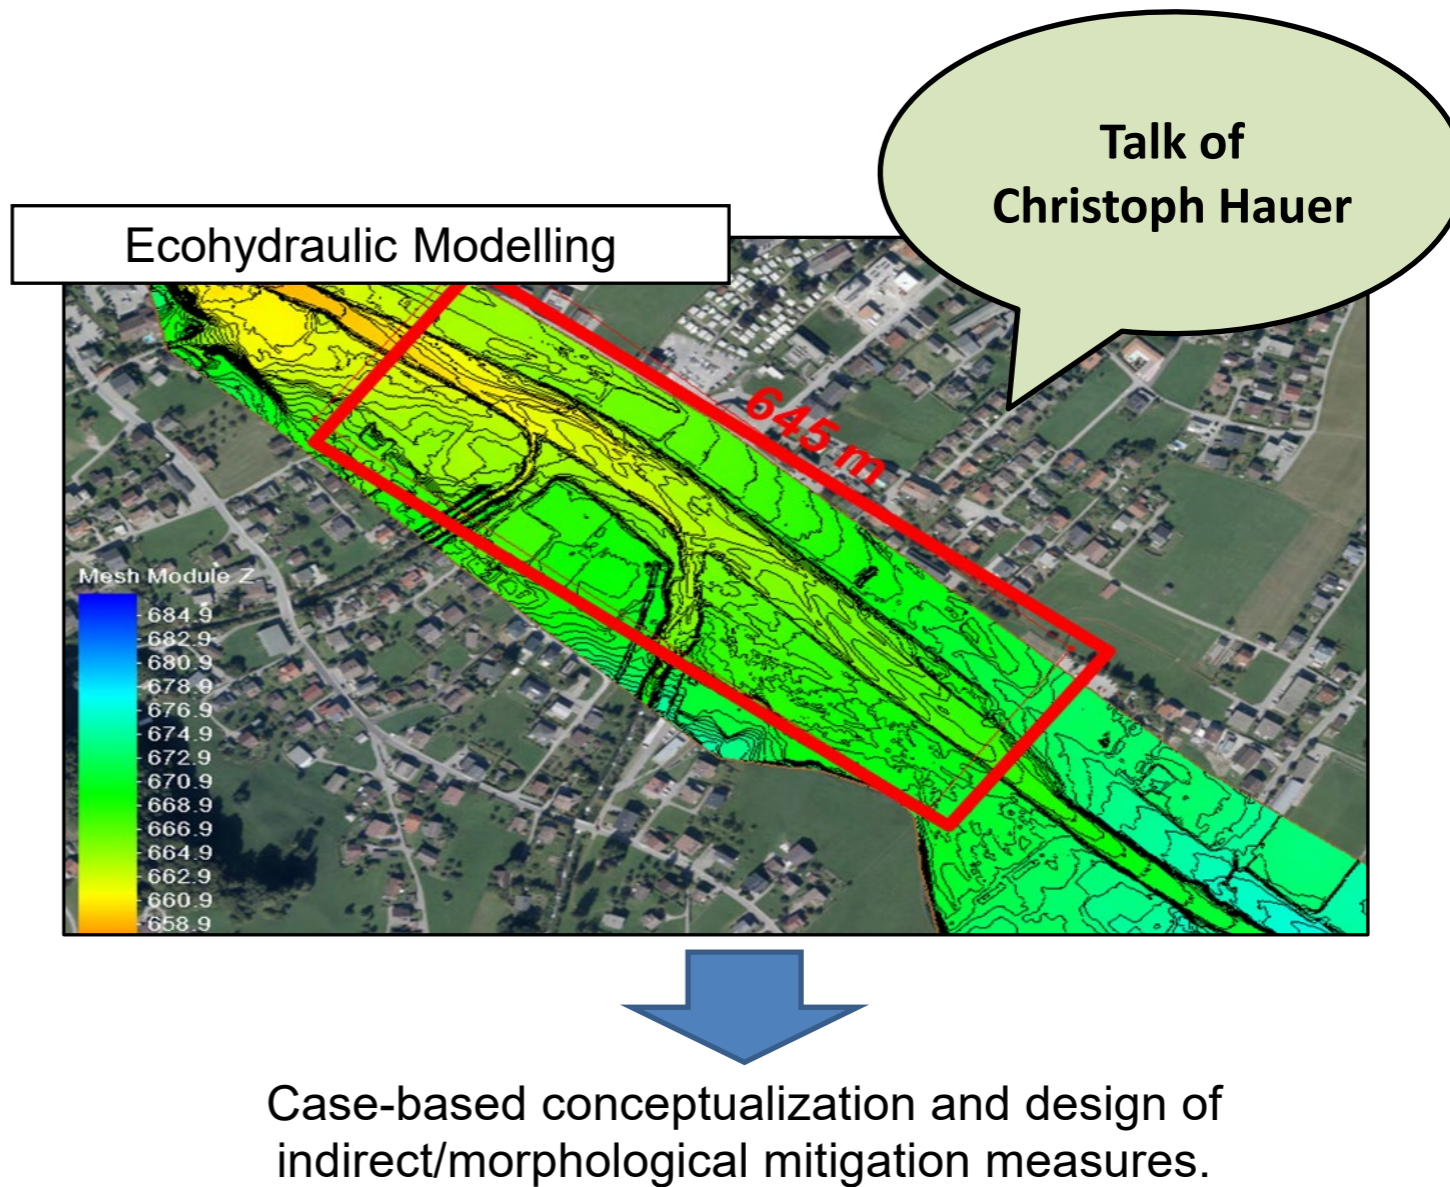 Talk of
Christoph Hauer
Ecohydraulic Modelling
645 m
Mesh Module Z
684.9
682.9
680.9
678.9
676.9
674.9
672.9
670.9
668.9
666.9
664.9
662.9
660.9
658.9
Case-based conceptualization and design of
indirect/morphological mitigation measures.